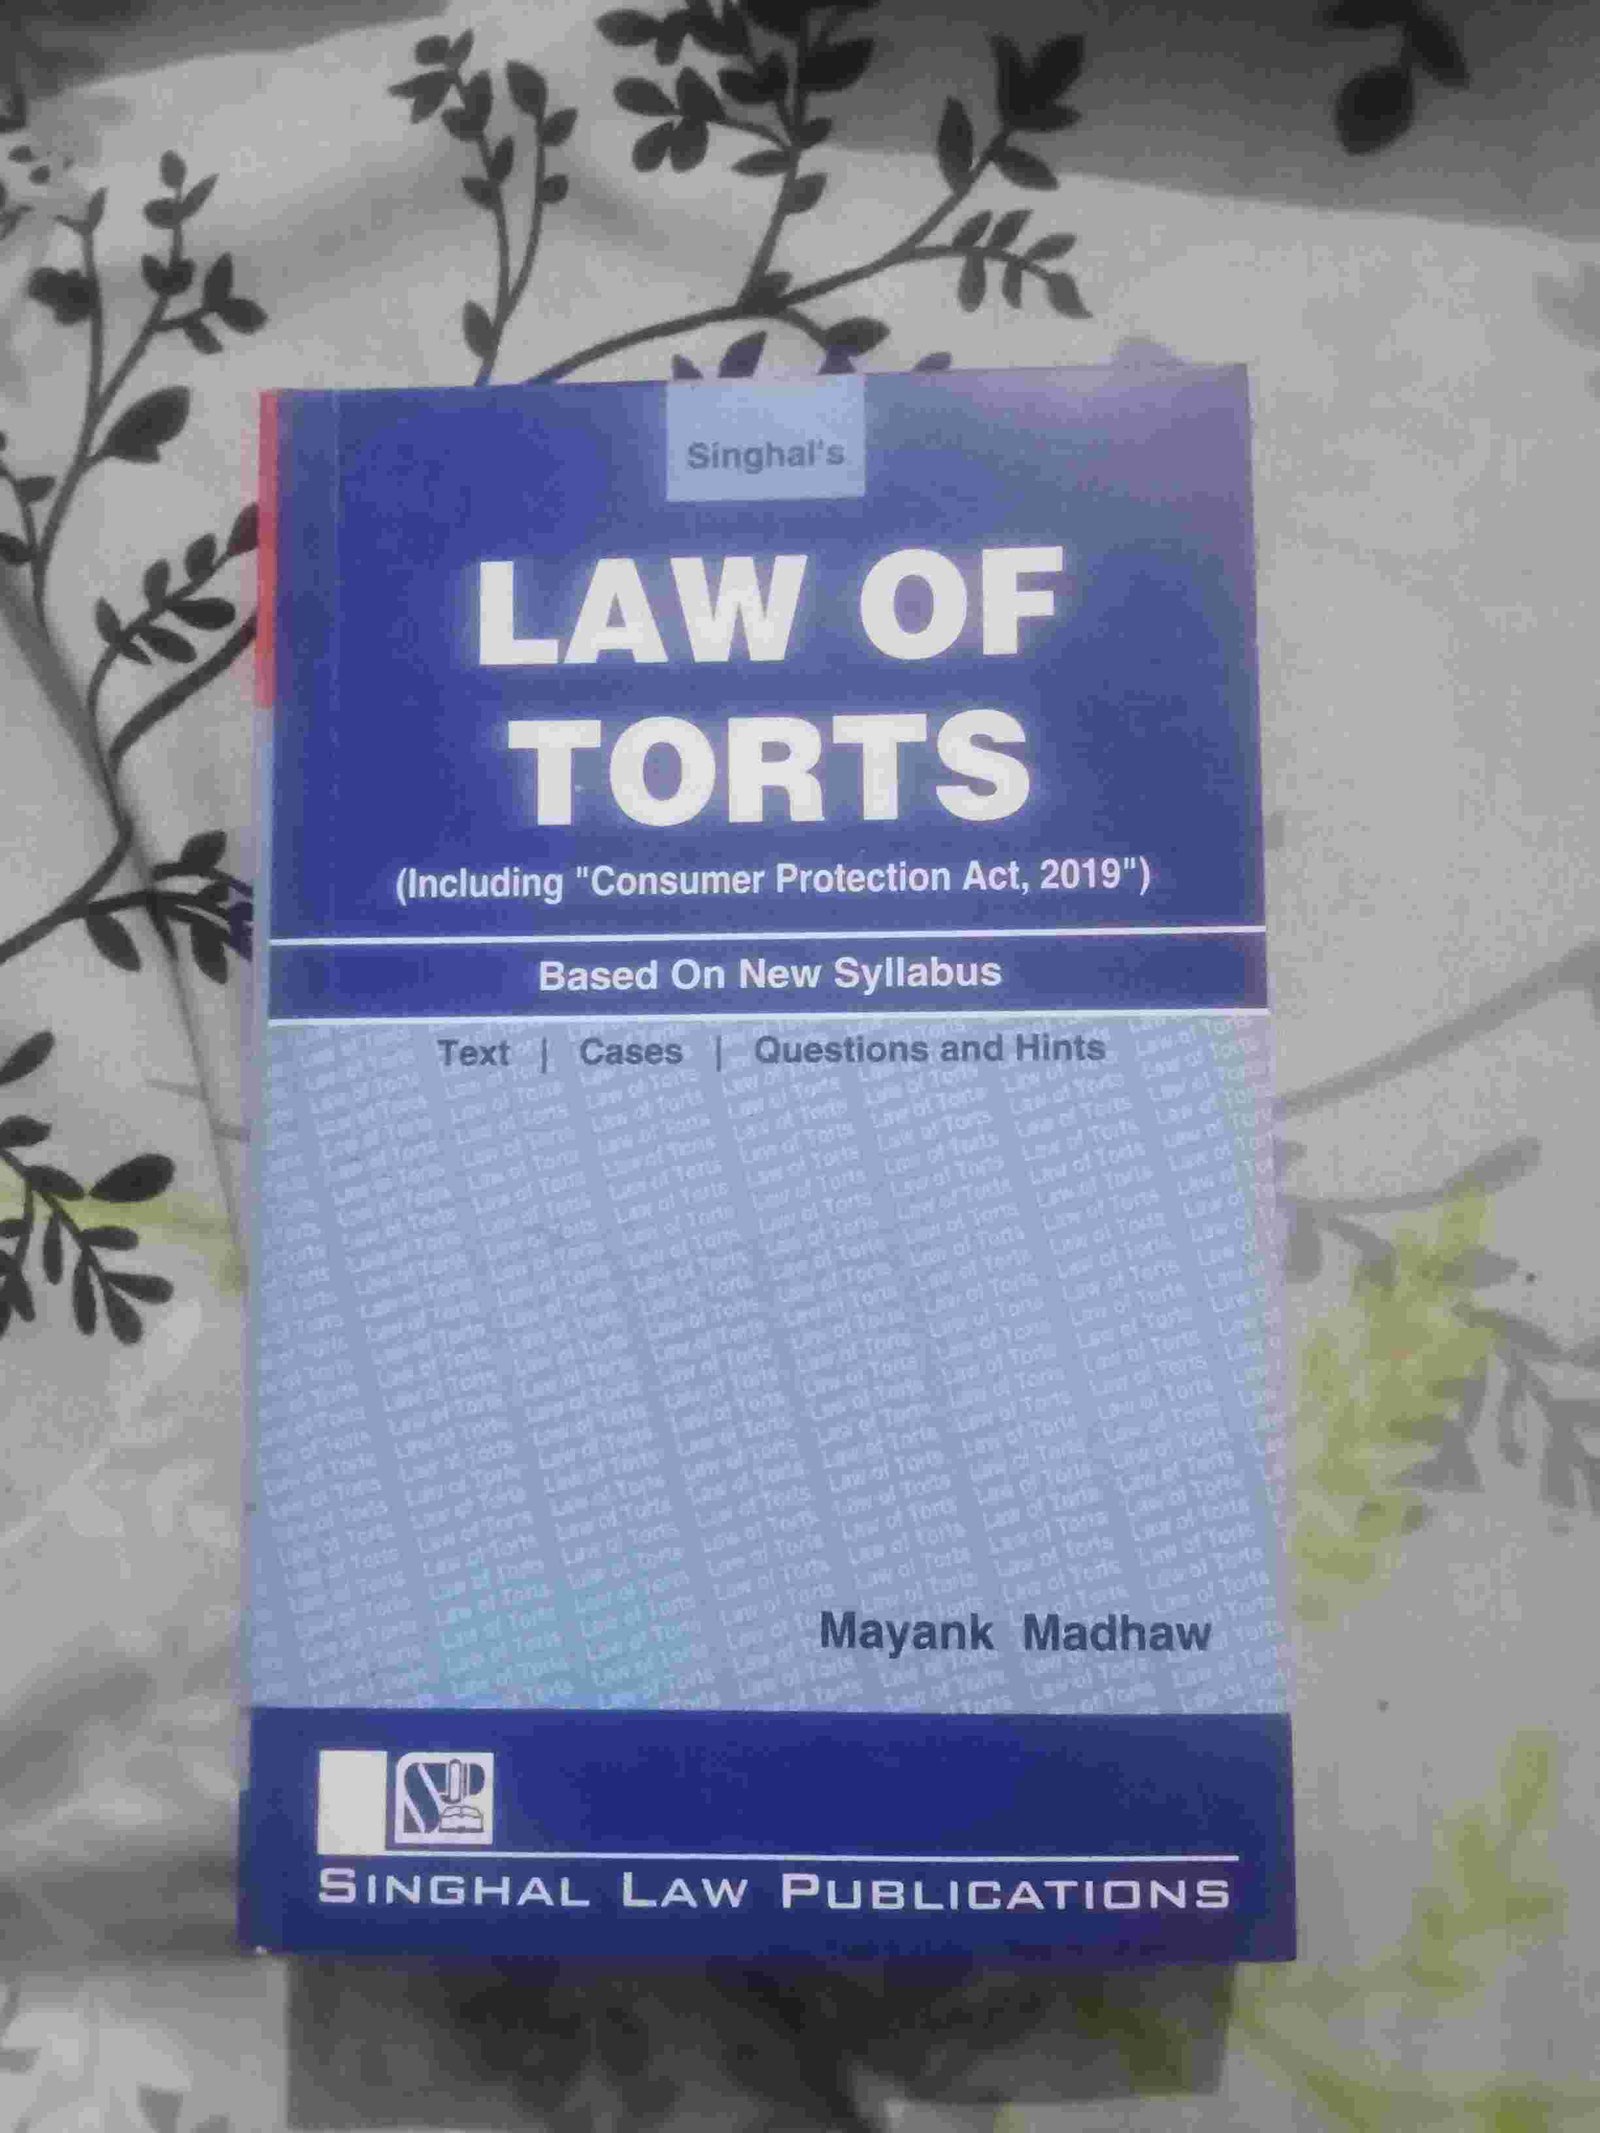 Singhal's
LAW OF
TORTS
(Including "Consumer Protection Act, 2019")
Based On New Syllabus
Text | Cases | Questions and Hints
Mayank Madhaw
SINGHAL LAW PUBLICATIONS